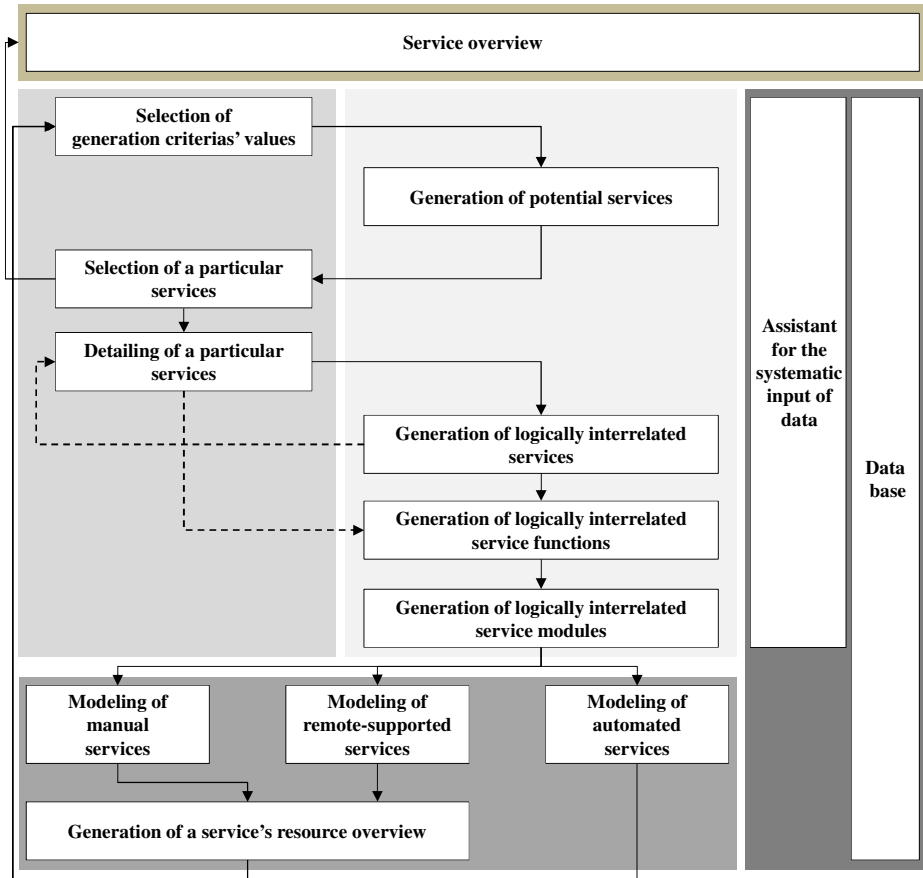 Service overview
Selection of
generation criterias’ values
Generation of potential services
Selection of a particular
services
Detailing of a particular
services
Generation of logically interrelated
services
Generation of logically interrelated
service functions
Generation of logically interrelated
service modules
Assistant
for the
systematic
input of
data
Data
base
Modeling of
manual
services
Modeling of
remote-supported
services
Modeling of
automated
services
Generation of a service’s resource overview